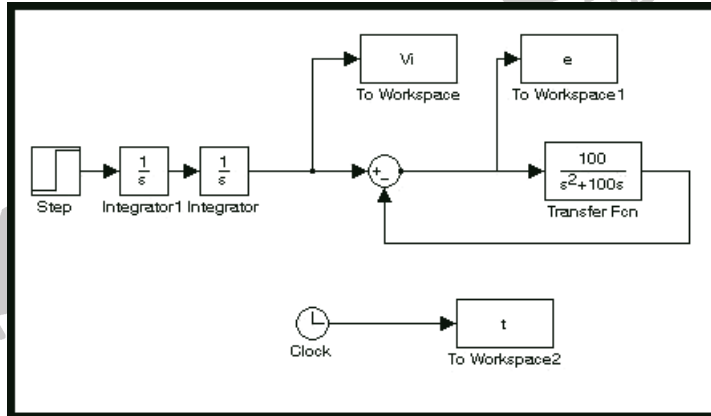 Vi
e
To Workspace
To Workspace1
1
s
1
s
+
-
100
s²+100s
Step
Integrator1
Integrator
Transfer Fcn
t
Clock
To Workspace2